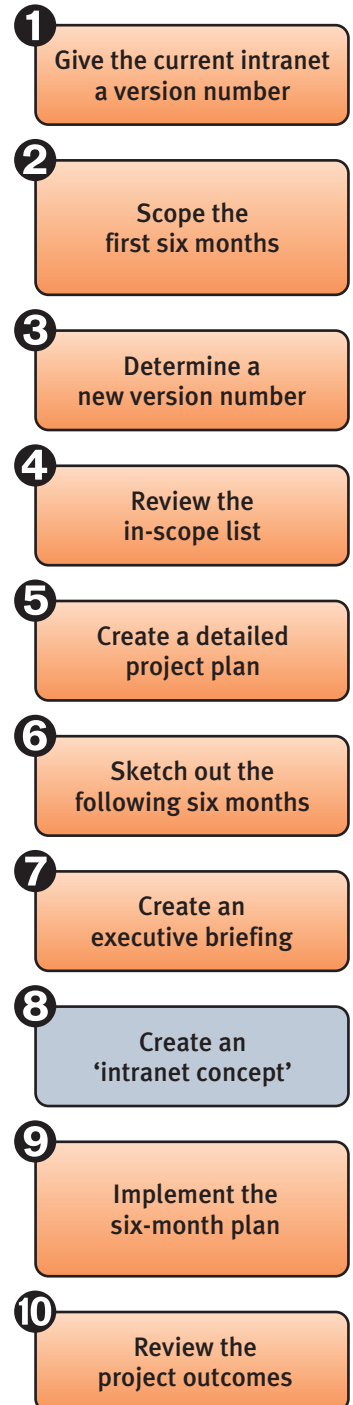 1
Give the current intranet
a version number
2
Scope the
first six months
3
Determine a
new version number
4
Review the
in-scope list
5
Create a detailed
project plan
6
Sketch out the
following six months
7
Create an
executive briefing
8
Create an
‘intranet concept’
9
Implement the
six-month plan
10
Review the
project outcomes